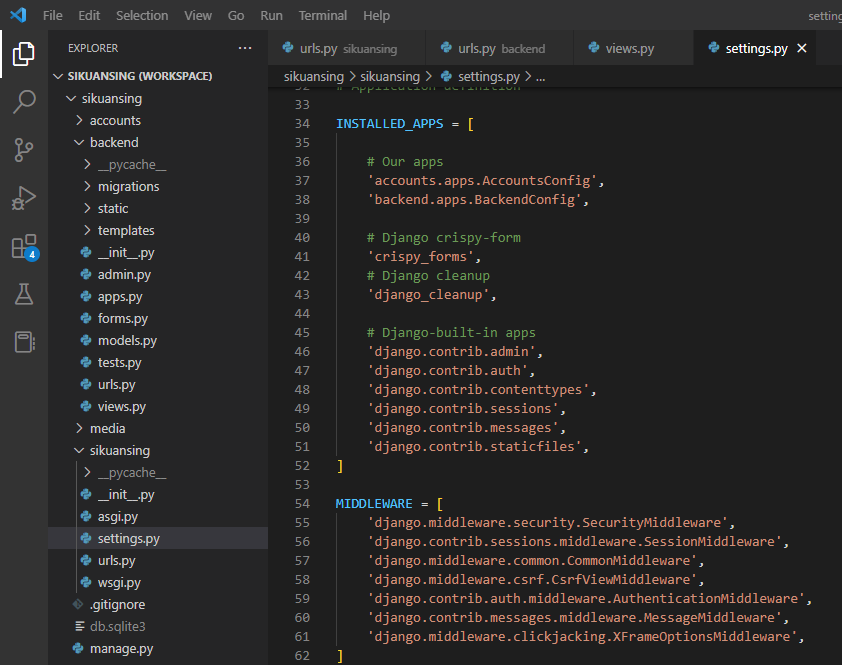 File Edit Selection View Go Run Terminal Help
setting
EXPLORER ...
SIKUANSING (WORKSPACE)
sikuansing
accounts
backend
__pycache__
migrations
static
templates
__init__.py
admin.py
apps.py
forms.py
models.py
tests.py
urls.py
views.py
media
sikuansing
__pycache__
__init__.py
asgi.py
settings.py
urls.py
wsgi.py
.gitignore
db.sqlite3
manage.py
4
urls.py sikuansing
urls.py backend
views.py
settings.py
sikuansing > sikuansing > settings.py > ...
32 # Application definition
33
34 INSTALLED_APPS = [
35
36     # Our apps
37     'accounts.apps.AccountsConfig',
38     'backend.apps.BackendConfig',
39
40     # Django crispy-form
41     'crispy_forms',
42     # Django cleanup
43     'django_cleanup',
44
45     # Django-built-in apps
46     'django.contrib.admin',
47     'django.contrib.auth',
48     'django.contrib.contenttypes',
49     'django.contrib.sessions',
50     'django.contrib.messages',
51     'django.contrib.staticfiles',
52 ]
53
54 MIDDLEWARE = [
55     'django.middleware.security.SecurityMiddleware',
56     'django.contrib.sessions.middleware.SessionMiddleware',
57     'django.middleware.common.CommonMiddleware',
58     'django.middleware.csrf.CsrfViewMiddleware',
59     'django.contrib.auth.middleware.AuthenticationMiddleware',
60     'django.contrib.messages.middleware.MessageMiddleware',
61     'django.middleware.clickjacking.XFrameOptionsMiddleware',
62 ]